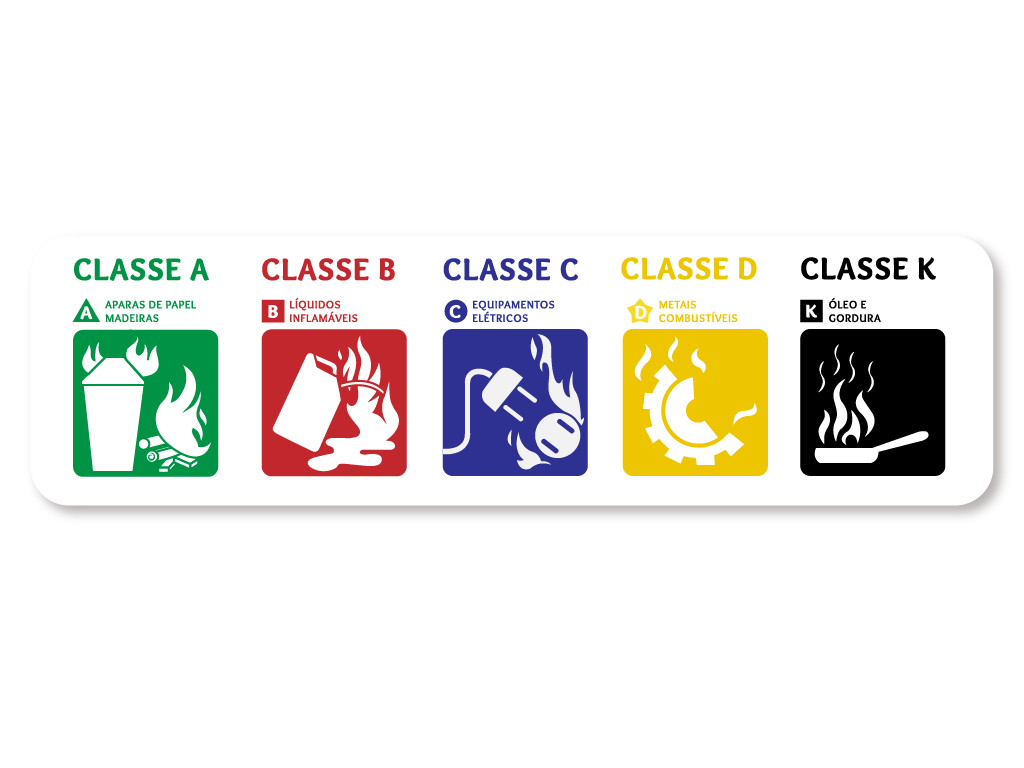 CLASSE A
A
APARAS DE PAPEL
MADEIRAS
CLASSE B
B
LÍQUIDOS
INFLAMÁVEIS
CLASSE C
C
EQUIPAMENTOS
ELÉTRICOS
CLASSE D
D
METAIS
COMBUSTÍVEIS
CLASSE K
K
ÓLEO E
GORDURA